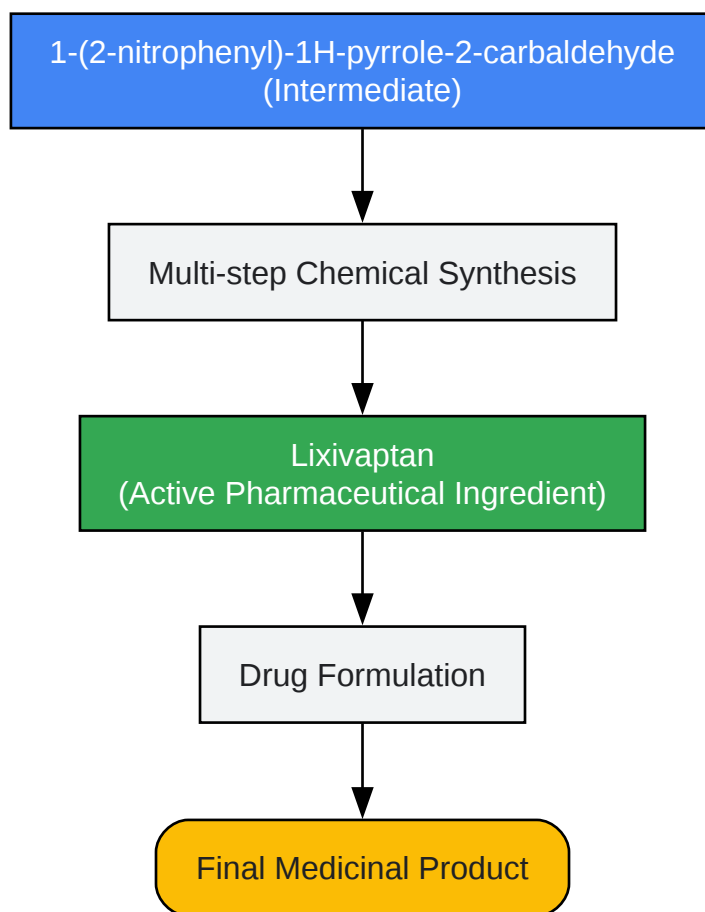 1-(2-nitrophenyl)-1H-pyrrole-2-carbaldehyde
(Intermediate)
Multi-step Chemical Synthesis
Lixivaptan
(Active Pharmaceutical Ingredient)
Drug Formulation
Final Medicinal Product